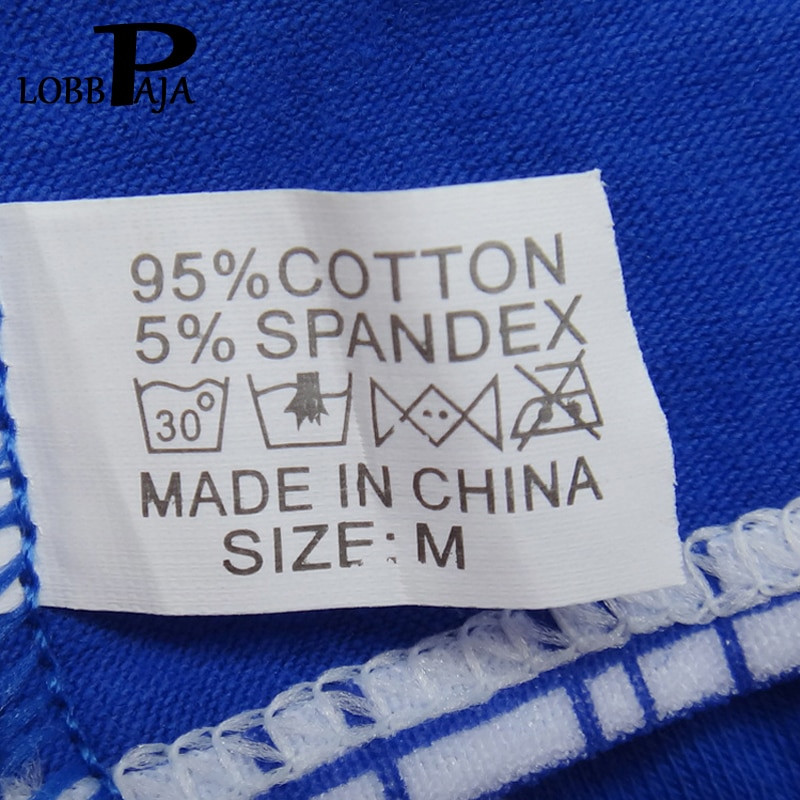 LOBBPAJA
95%COTTON
5% SPANDEX
30°
MADE IN CHINA
SIZE: M